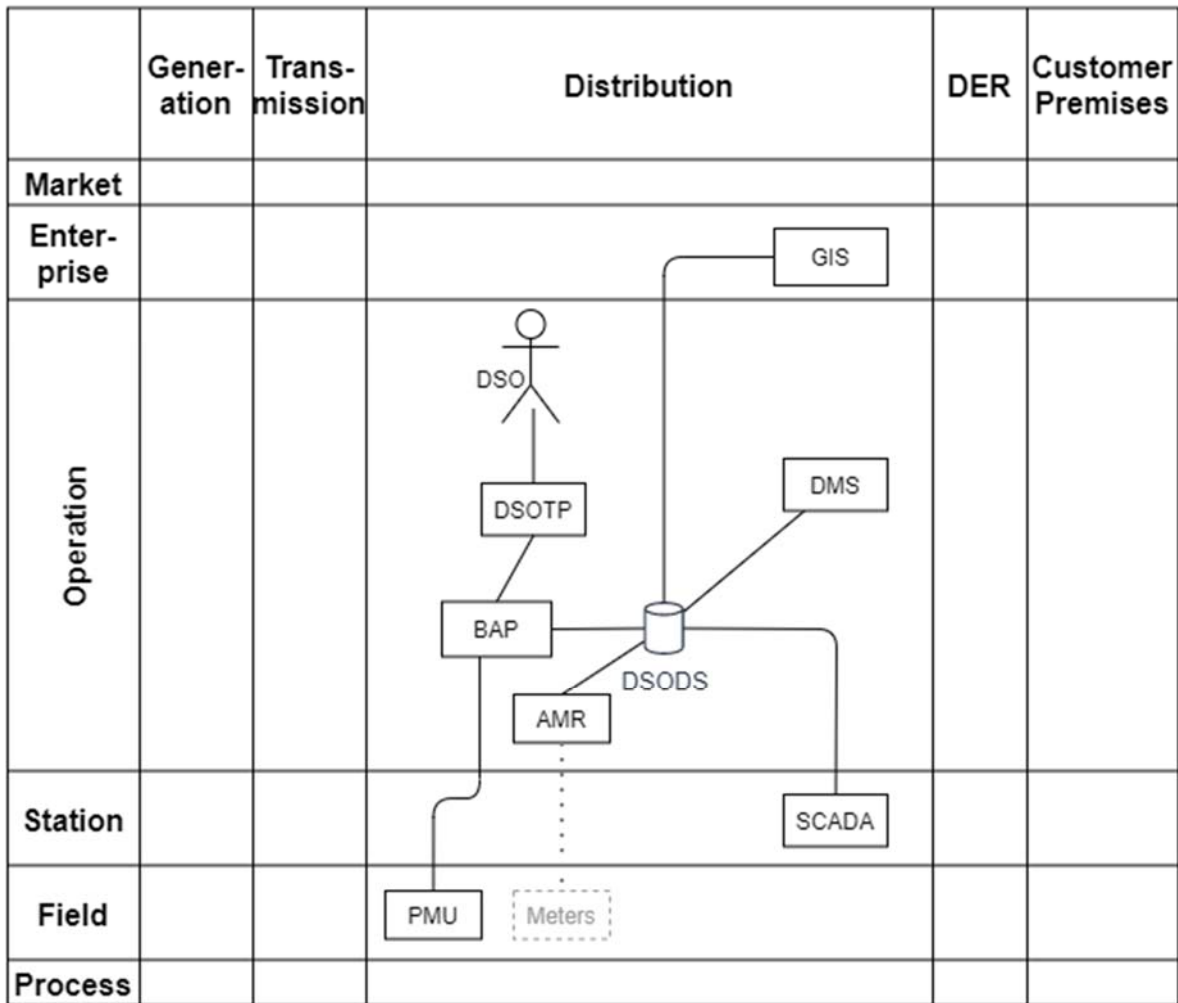 Gener-
ation
Trans-
mission
Distribution
DER
Customer
Premises
Market
Enter-
prise
GIS
DSO
Operation
DMS
DSOTP
BAP
DSODS
AMR
Station
SCADA
Field
PMU
Meters
Process